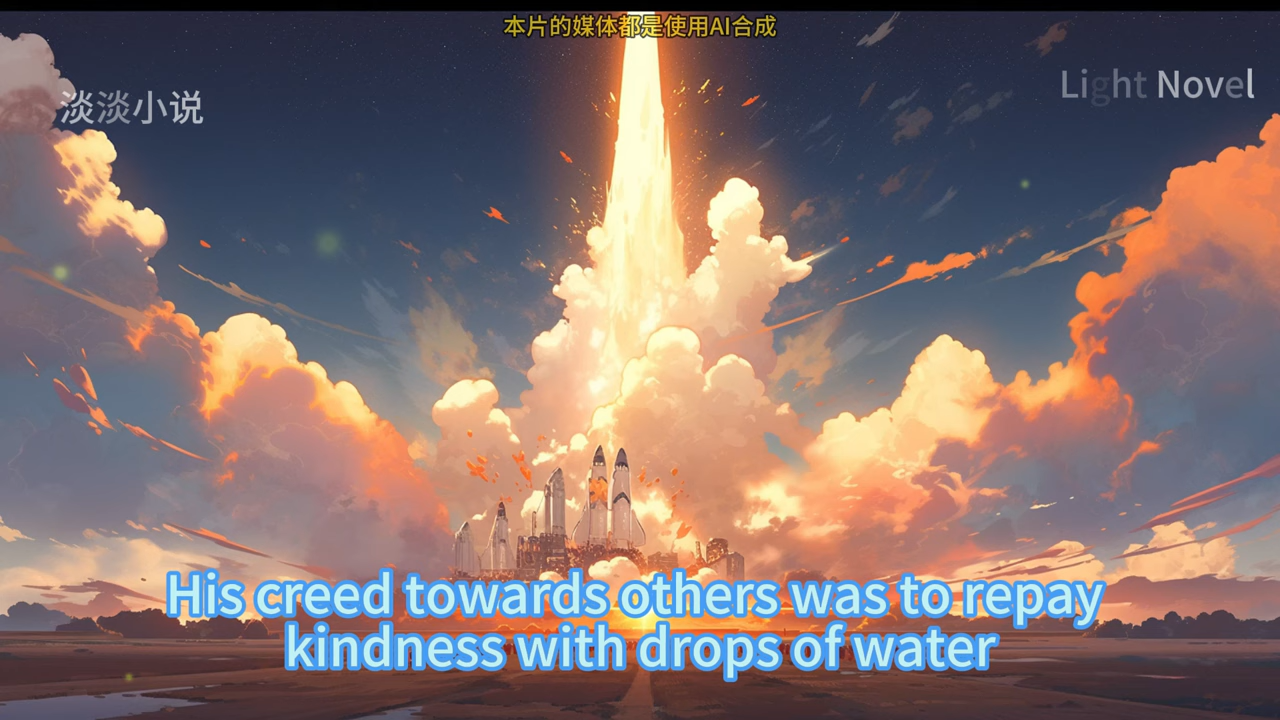 本片的媒体都是使用AI合成
淡淡小说
Light Novel
His creed towards others was to repay
kindness with drops of water